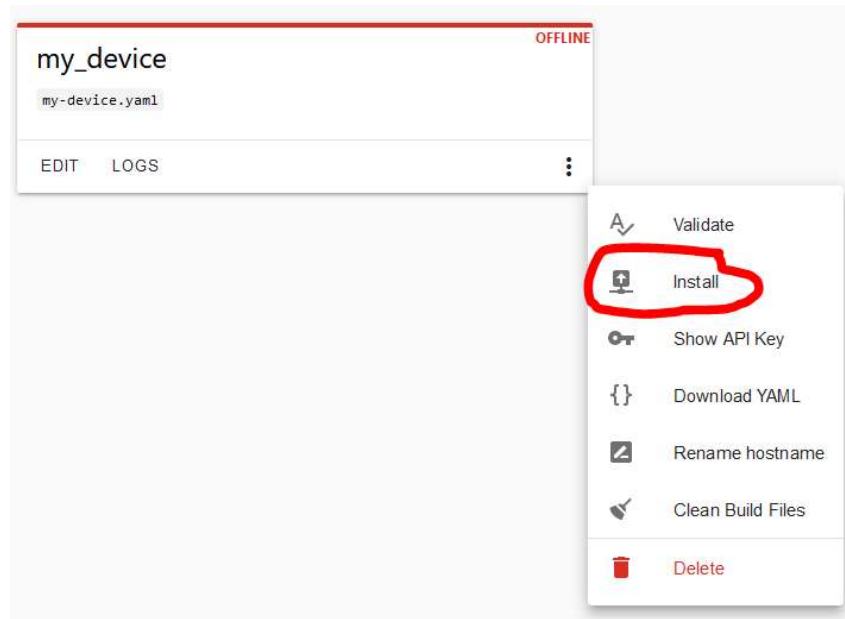 OFFLINE
my_device
my-device.yaml
EDIT LOGS
Validate
Install
Show API Key
Download YAML
Rename hostname
Clean Build Files
Delete